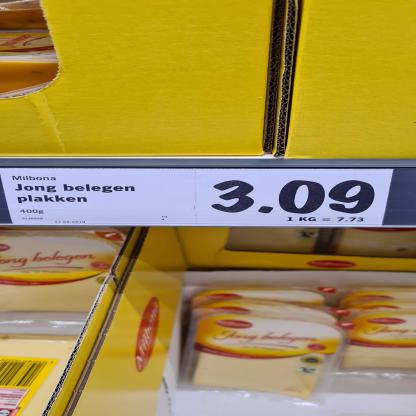 Milbona
Jong belegen
plakken
400g
3.09
1 KG = 7.73
Jong belegen
Milbona
Jong belegen